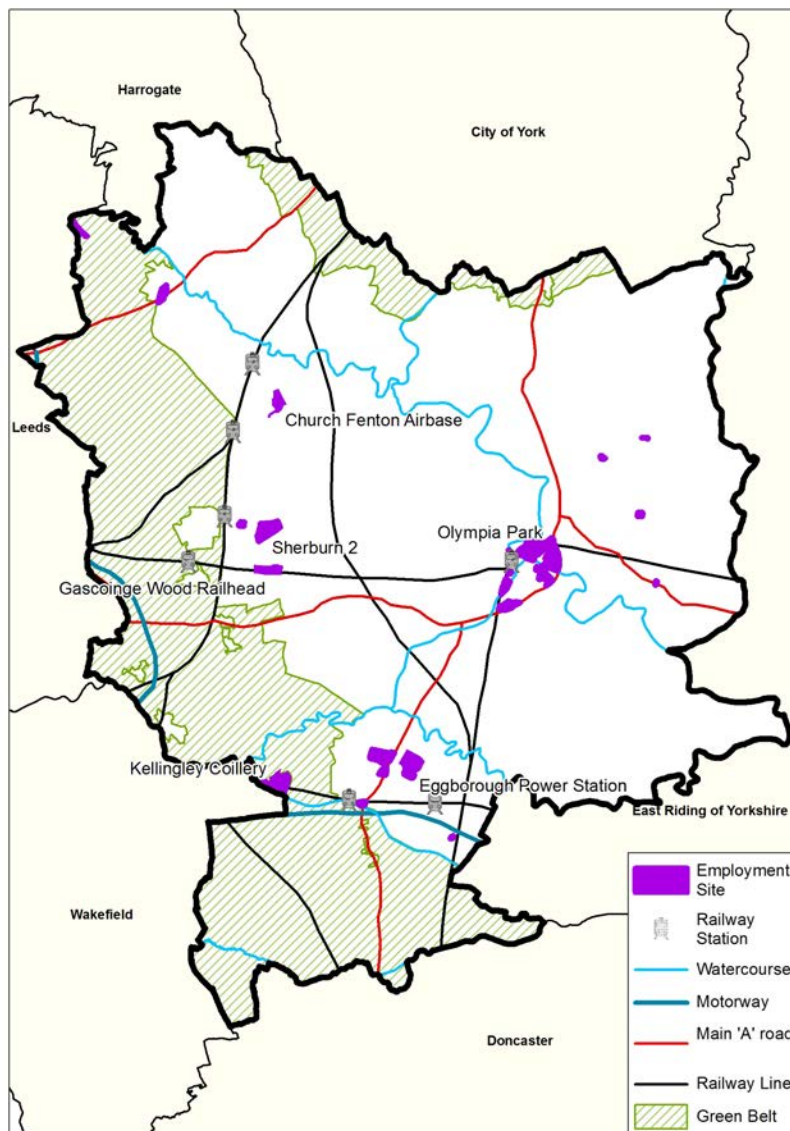 Harrogate
City of York
Church Fenton Airbase
Leeds
Olympia Park
Sherburn 2
Gascoinge Wood Railhead
Kellingley Coillery
Eggborough Power Station
East Riding of Yorkshire
Wakefield
Doncaster
Employment
Site
Railway
Station
Watercourse
Motorway
Main 'A' road
Railway Line
Green Belt